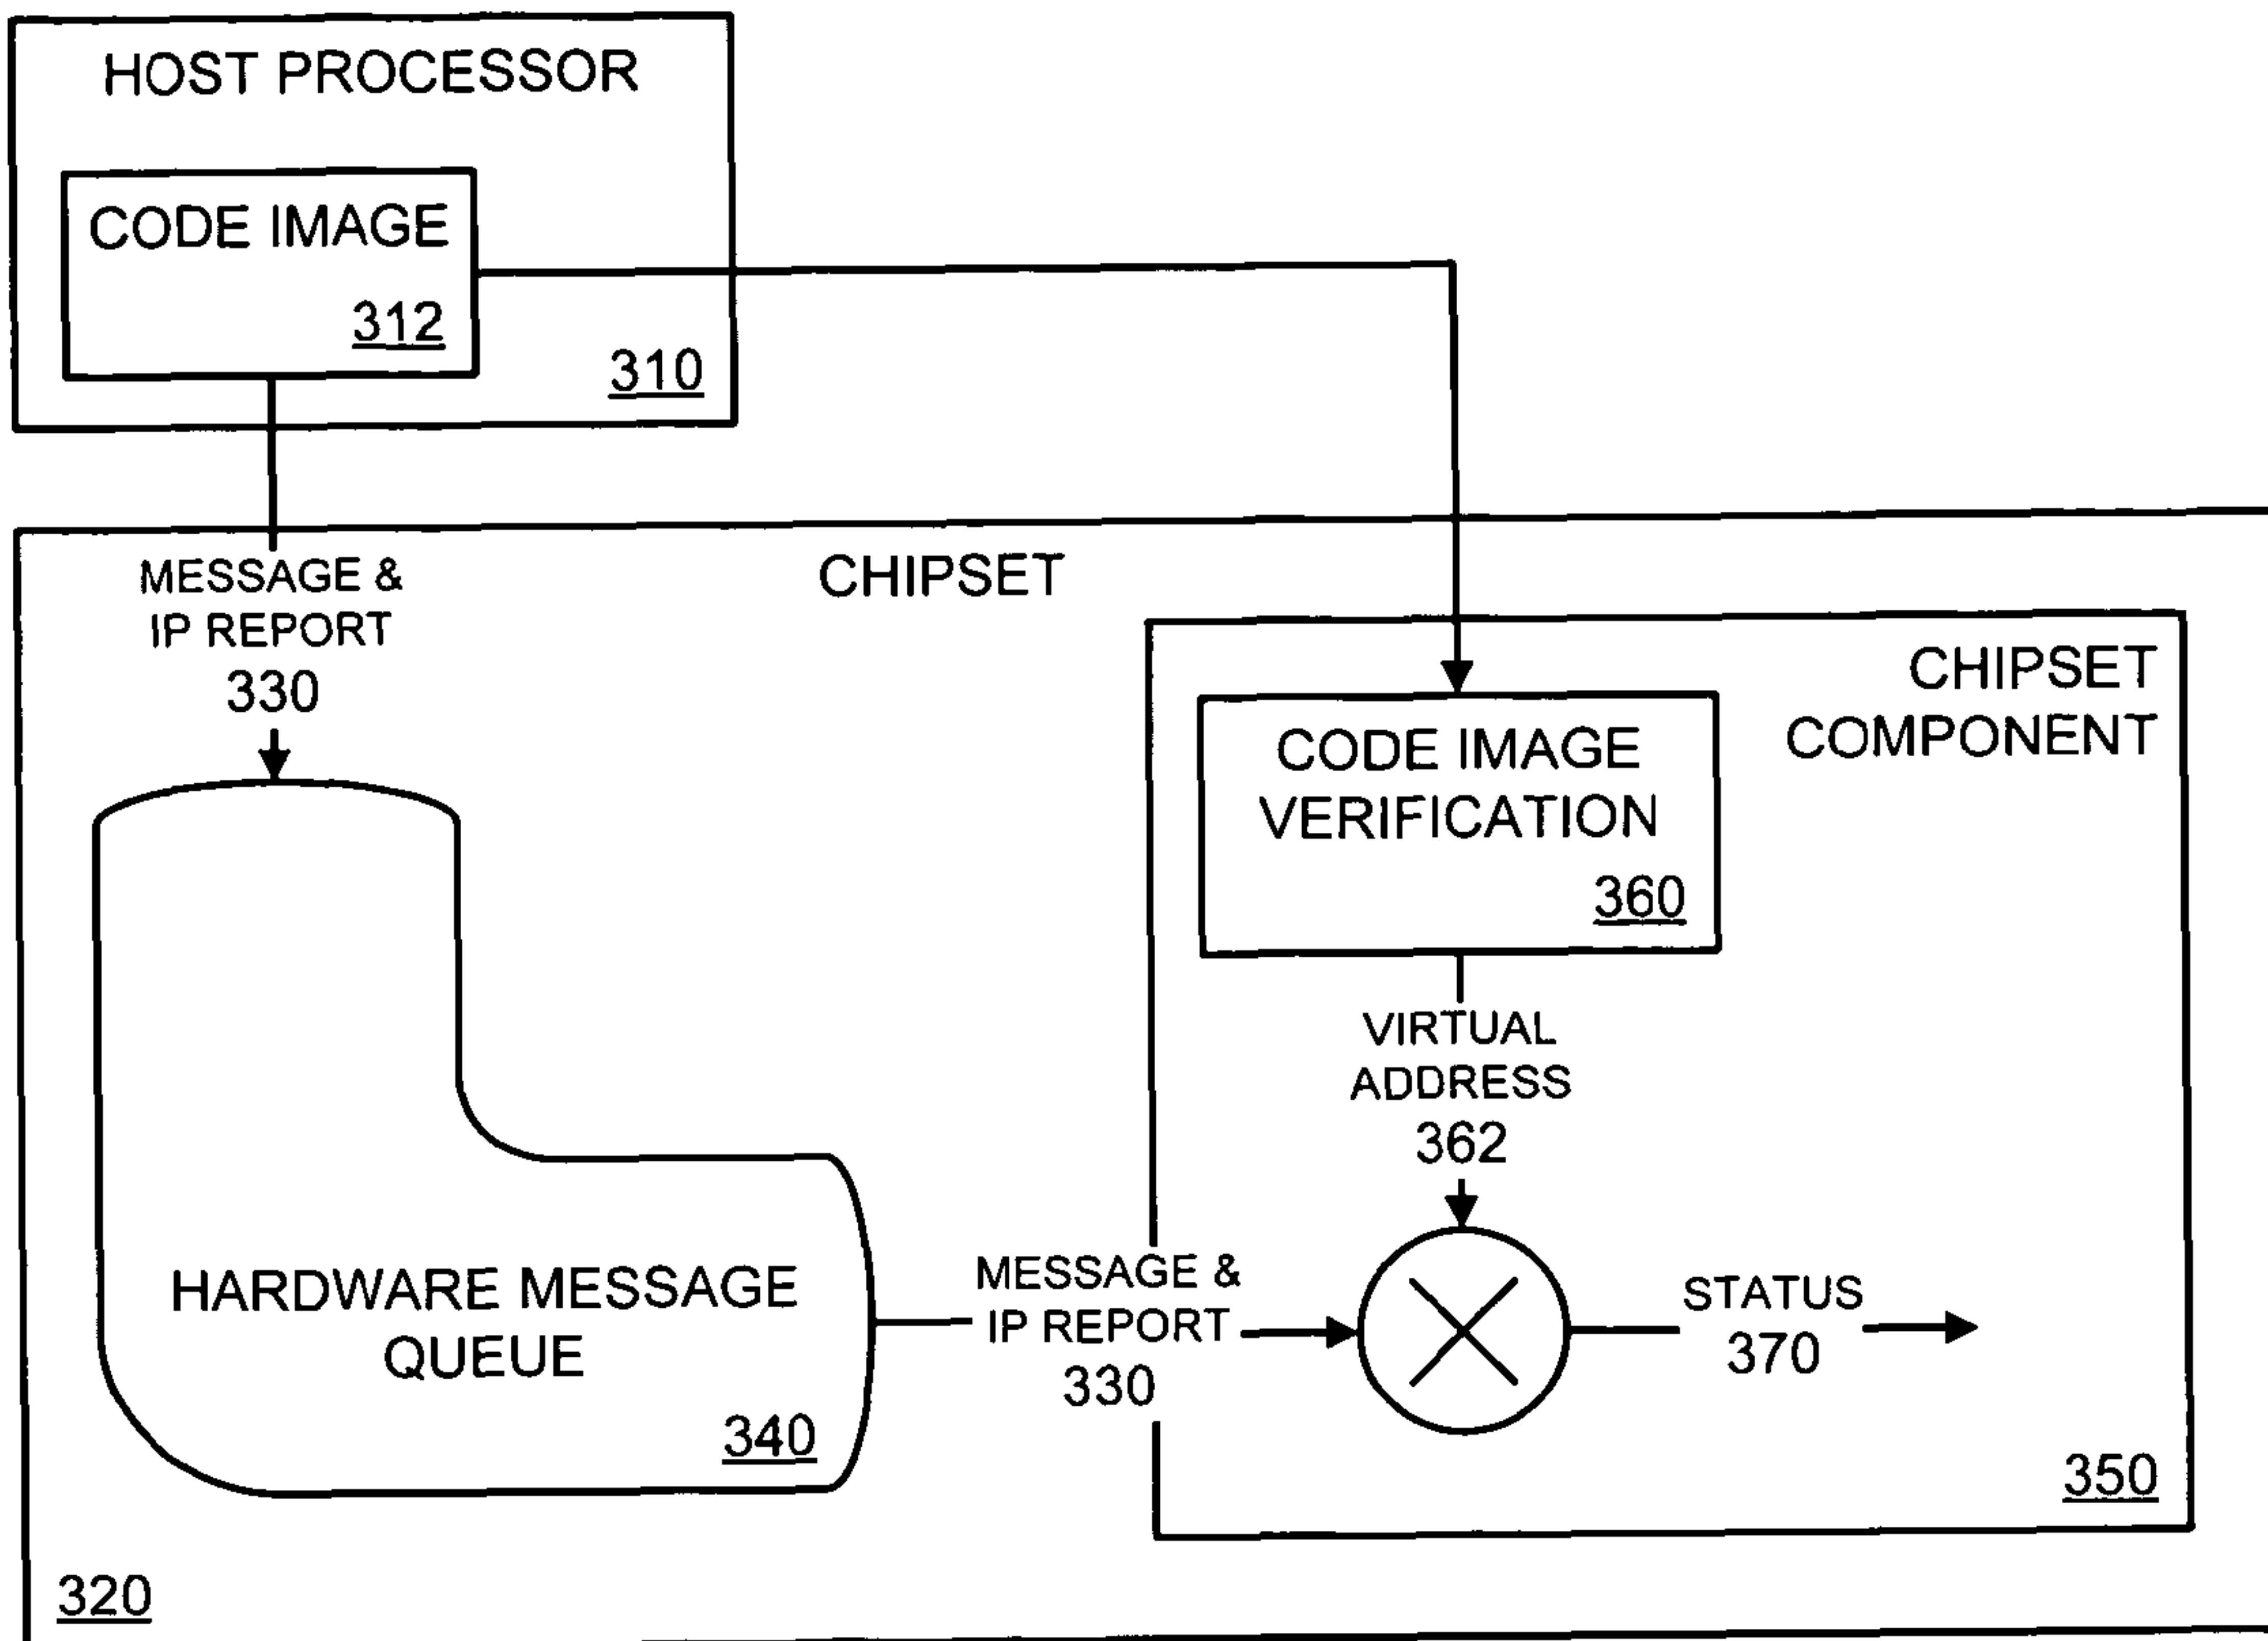 HOST PROCESSOR
CODE IMAGE
312
310
CHIPSET
MESSAGE &
IP REPORT
330
CHIPSET
COMPONENT
CODE IMAGE
VERIFICATION
360
VIRTUAL
ADDRESS
362
HARDWARE MESSAGE
QUEUE
340
MESSAGE &
IP REPORT
330
STATUS
370
350
320